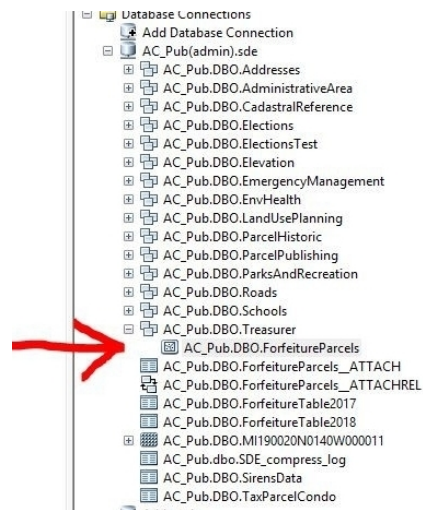 Database Connections
Add Database Connection
AC_Pub(admin).sde
AC_Pub.DBO.Addresses
AC_Pub.DBO.AdministrativeArea
AC_Pub.DBO.CadastralReference
AC_Pub.DBO.Elections
AC_Pub.DBO.ElectionsTest
AC_Pub.DBO.Elevation
AC_Pub.DBO.EmergencyManagement
AC_Pub.DBO.EnvHealth
AC_Pub.DBO.LandUsePlanning
AC_Pub.DBO.ParcelHistoric
AC_Pub.DBO.ParcelPublishing
AC_Pub.DBO.ParksAndRecreation
AC_Pub.DBO.Roads
AC_Pub.DBO.Schools
AC_Pub.DBO.Treasurer
AC_Pub.DBO.ForfeitureParcels
AC_Pub.DBO.ForfeitureParcels__ATTACH
AC_Pub.DBO.ForfeitureParcels__ATTACHREL
AC_Pub.DBO.ForfeitureTable2017
AC_Pub.DBO.ForfeitureTable2018
AC_Pub.DBO.MI190020N0140W000011
AC_Pub.dbo.SDE_compress_log
AC_Pub.DBO.SirensData
AC_Pub.DBO.TaxParcelCondo